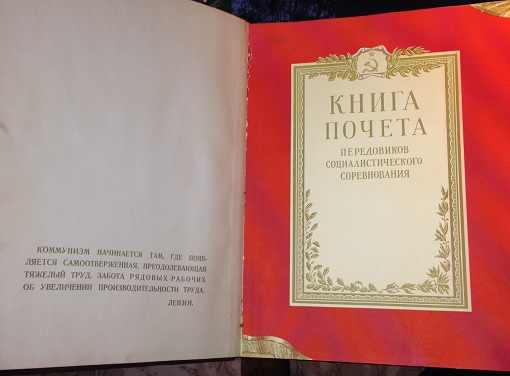 КОММУНИЗМ НАЧИНАЕТСЯ ТАМ, ГДЕ ПОЯВ-
ЛЯЕТСЯ САМООТВЕРЖЕННАЯ, ПРЕОДОЛЕВАЮЩАЯ
ТЯЖЕЛЫЙ ТРУД, ЗАБОТА РЯДОВЫХ РАБОЧИХ
ОБ УВЕЛИЧЕНИИ ПРОИЗВОДИТЕЛЬНОСТИ ТРУДА.
ЛЕНИН.
КНИГА
ПОЧЕТА
ПЕРЕДОВИКОВ
СОЦИАЛИСТИЧЕСКОГО
СОРЕВНОВАНИЯ